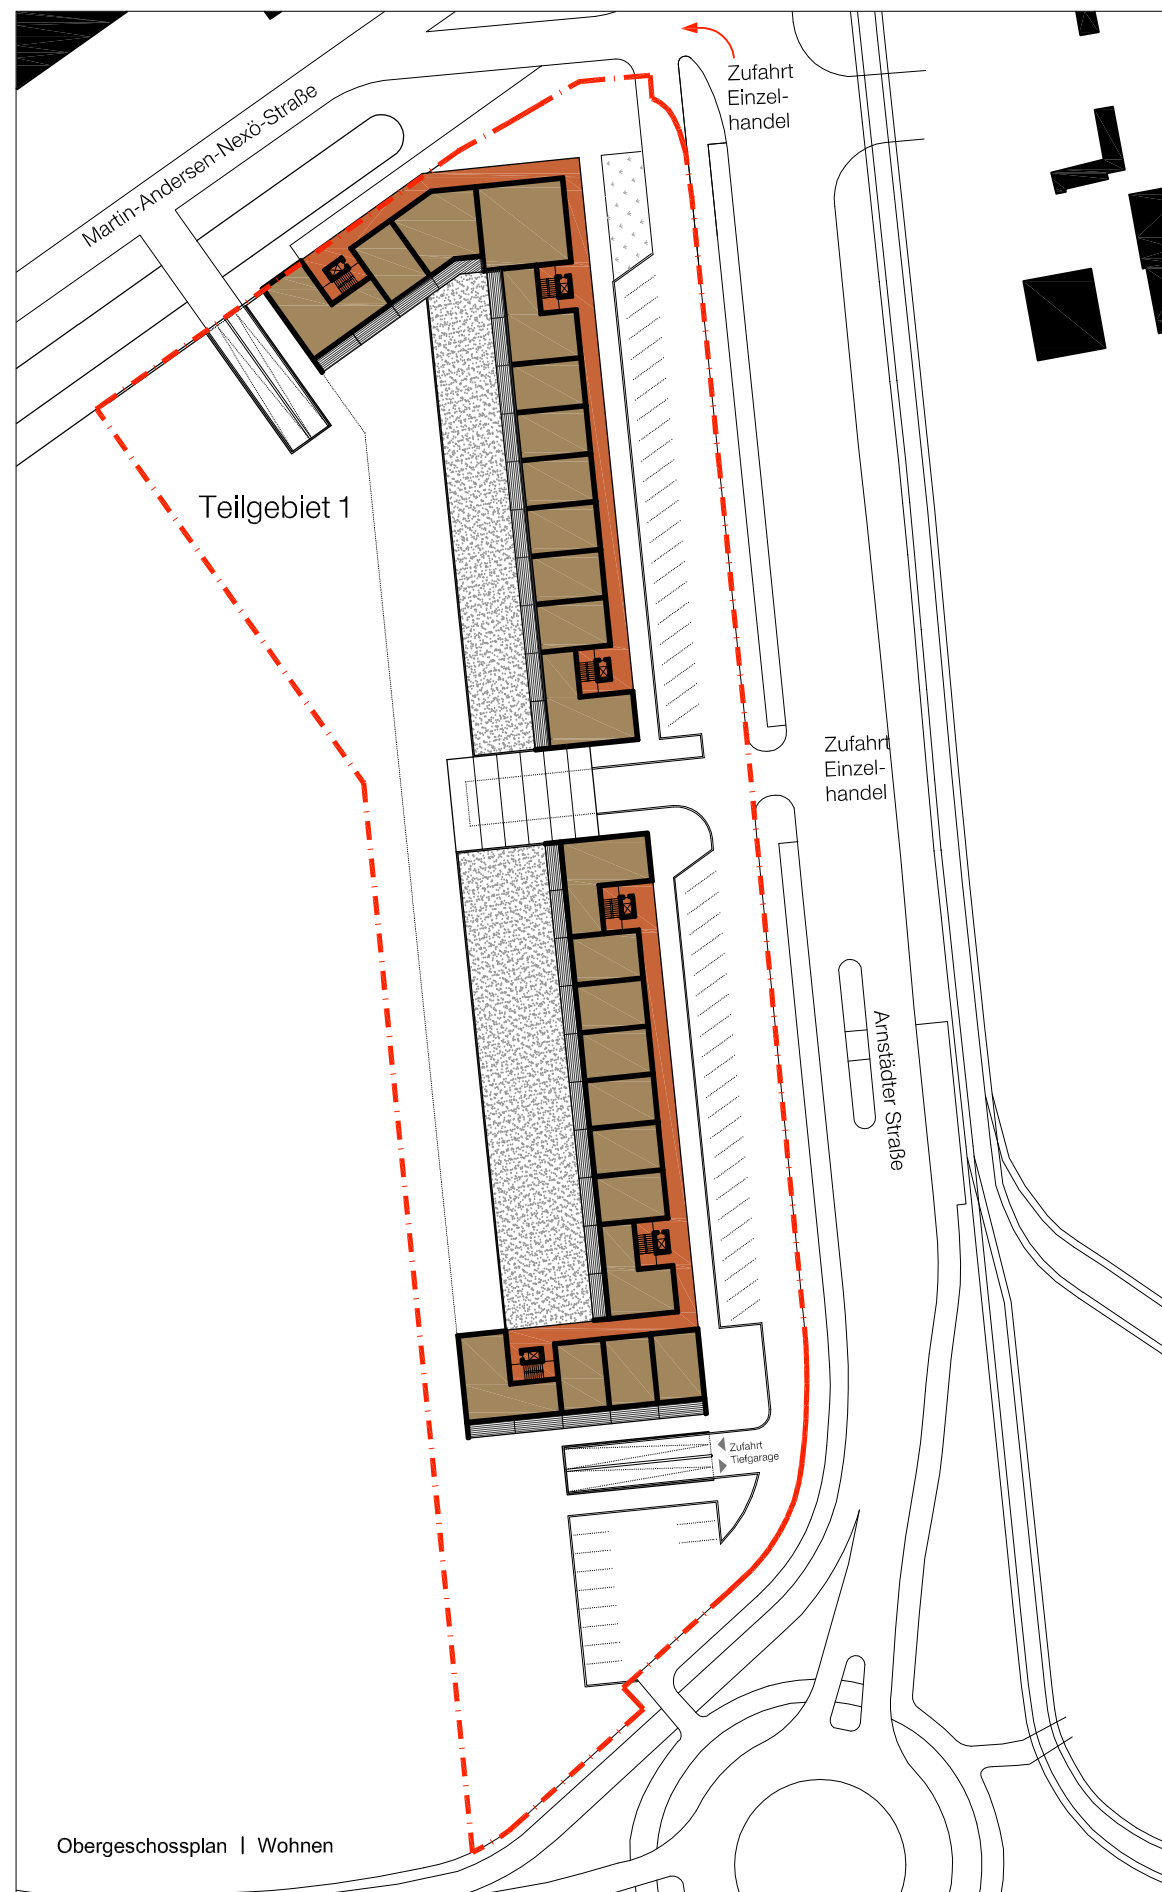 Zufahrt
Einzel-
handel
Martin-Andersen-Nexö-Straße
Teilgebiet 1
Zufahrt
Einzel-
handel
Arnstädter Straße
Zufahrt
Tiefgarage
Obergeschossplan | Wohnen